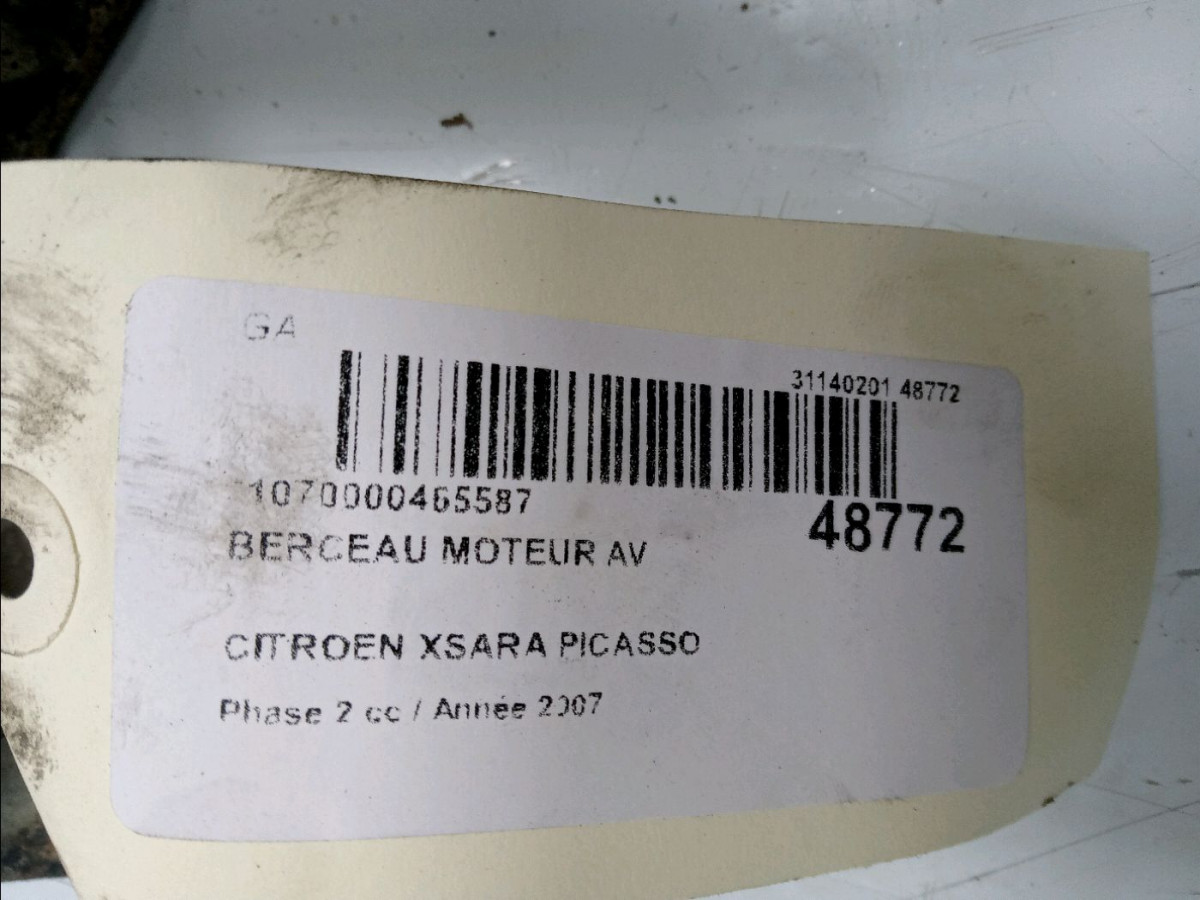 GA
31140201 48772
1070000465587
48772
BERCEAU MOTEUR AV
CITROEN XSARA PICASSO
Phase 2 cc / Année 2007